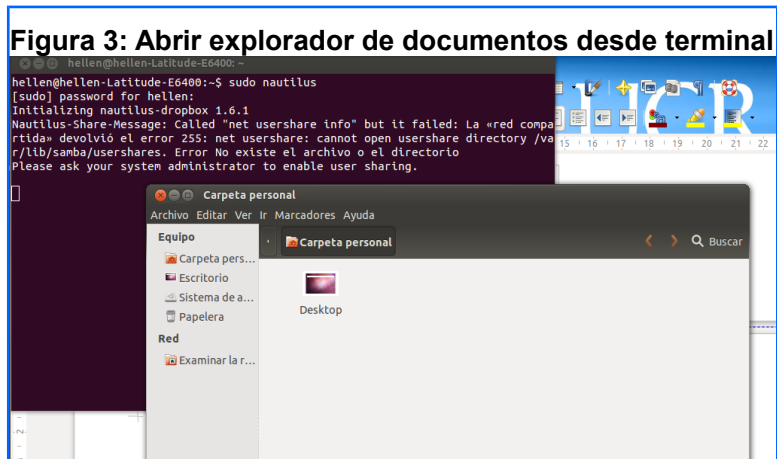 Figura 3: Abrir explorador de documentos desde terminal
hellen@hellen-Latitude-E6400: ~
hellen@hellen-Latitude-E6400:~$ sudo nautilus
[sudo] password for hellen:
Initializing nautilus-dropbox 1.6.1
Nautilus-Share-Message: Called "net usershare info" but it failed: La «red compa
rtida» devolvió el error 255: net usershare: cannot open usershare directory /va
r/lib/samba/usershares. Error No existe el archivo o el directorio
Please ask your system administrator to enable user sharing.
UCR
15 16 17 18 19 20 21 22
Carpeta personal
Archivo Editar Ver Ir Marcadores Ayuda
Equipo
Carpeta pers...
Escritorio
Sistema de a...
Papelera
Red
Examinar la r...
Carpeta personal
Buscar
Desktop
2